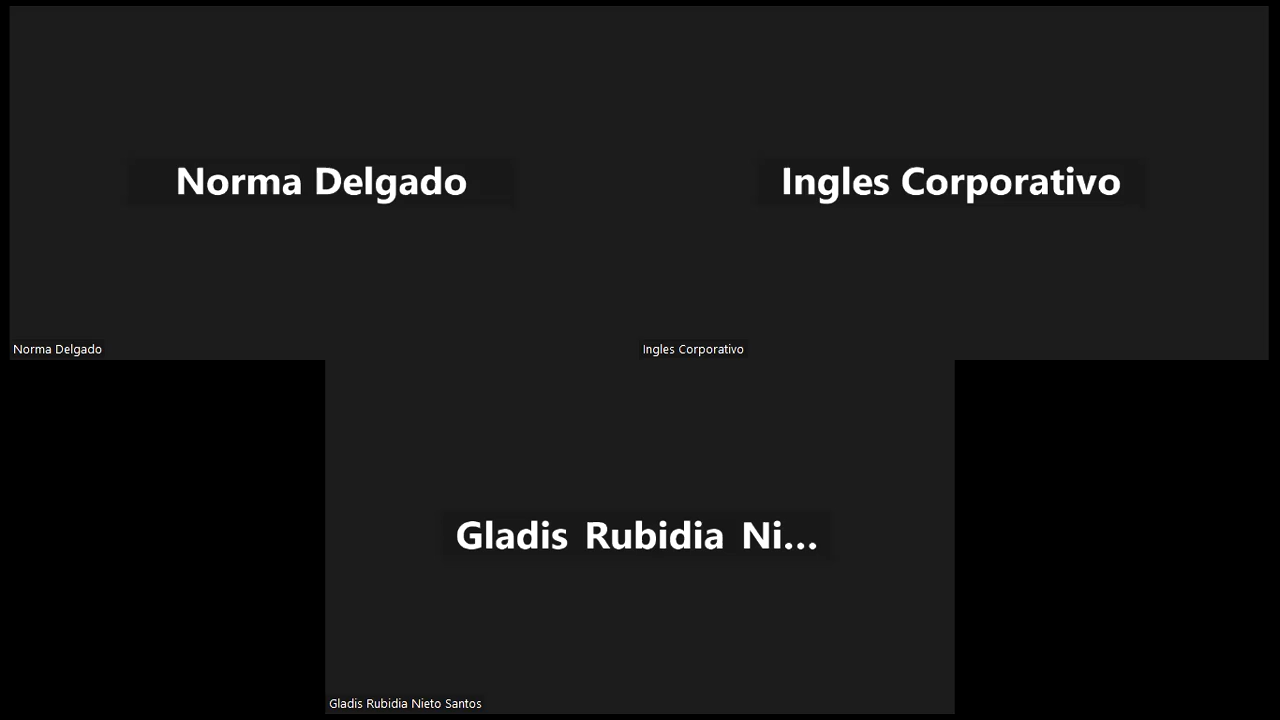 Norma Delgado
Ingles Corporativo
Norma Delgado
Ingles Corporativo
Gladis Rubidia Ni...
Gladis Rubidia Nieto Santos